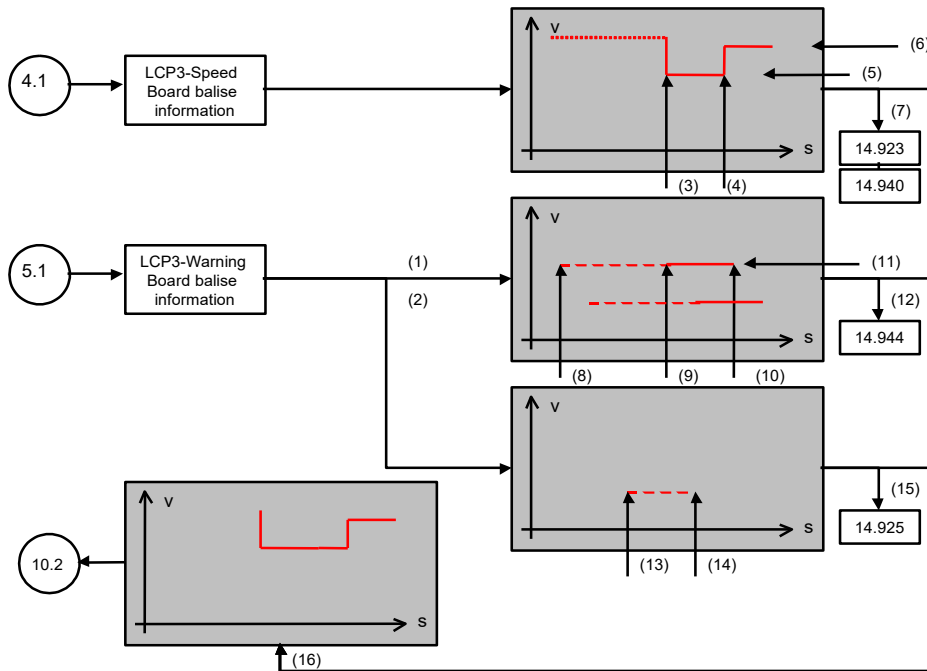 v
(6)
4.1
LCP3-Speed
Board balise
information
(5)
(7)
14.923
s
(3)
(4)
14.940
v
5.1
LCP3-Warning
Board balise
information
(1)
(2)
(11)
(12)
14.944
s
(8)
(9)
(10)
v
(15)
14.925
s
(13)
(14)
v
10.2
s
(16)